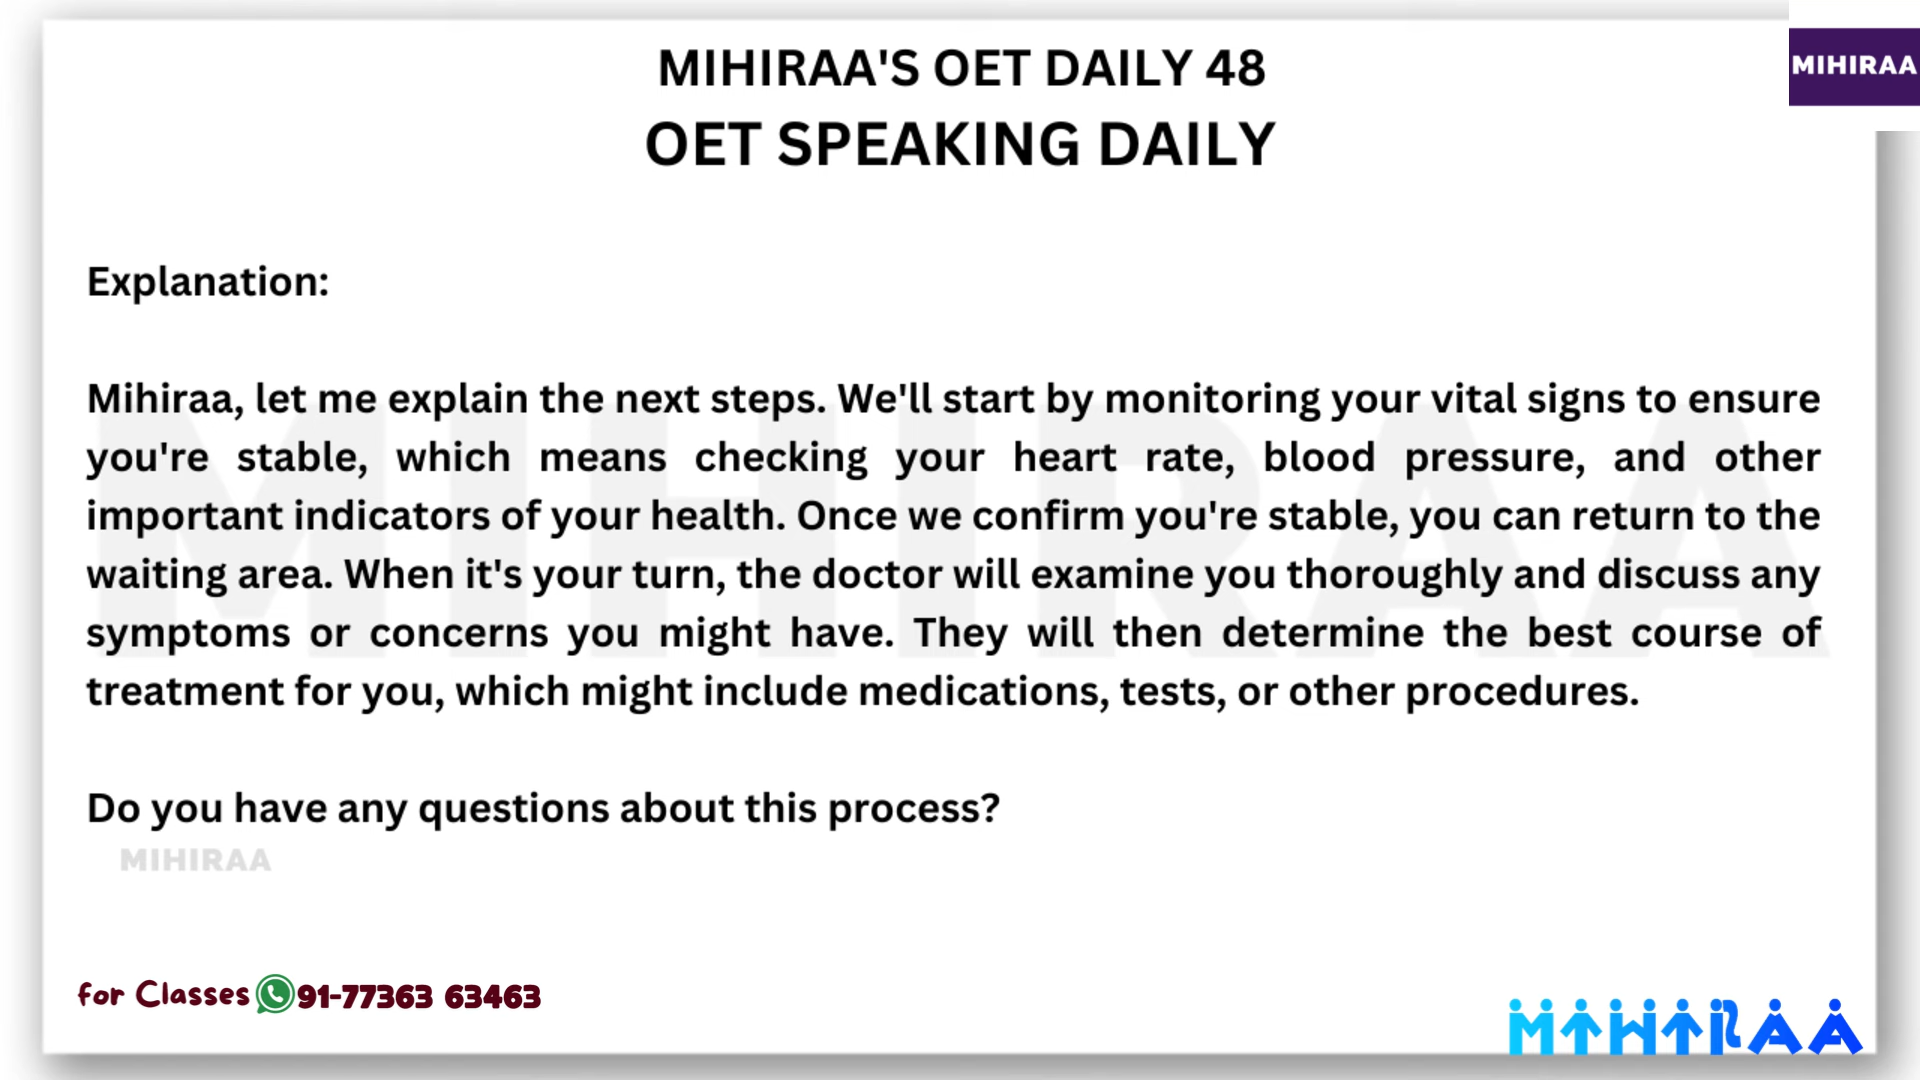 MIHIRAA'S OET DAILY 48
MIHIRAA
OET SPEAKING DAILY
Explanation:
Mihiraa, let me explain the next steps. We'll start by monitoring your vital signs to ensure
you're stable, which means checking your heart rate, blood pressure, and other
important indicators of your health. Once we confirm you're stable, you can return to the
waiting area. When it's your turn, the doctor will examine you thoroughly and discuss any
symptoms or concerns you might have. They will then determine the best course of
treatment for you, which might include medications, tests, or other procedures.
MIHIRAA
Do you have any questions about this process?
MIHIRAA
for Classes 91-77363 63463
MIHIRAA